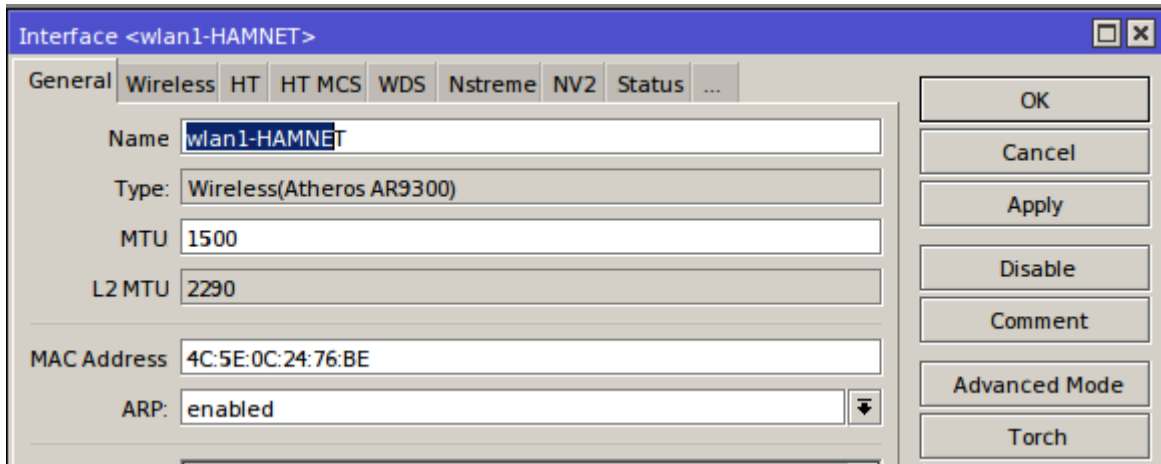 Interface <wlan1-HAMNET>
General Wireless HT HT MCS WDS Nstreme NV2 Status ...
Name wlan1-HAMNET
Type: Wireless(Atheros AR9300)
MTU 1500
L2 MTU 2290
MAC Address 4C:5E:0C:24:76:BE
ARP: enabled
OK
Cancel
Apply
Disable
Comment
Advanced Mode
Torch